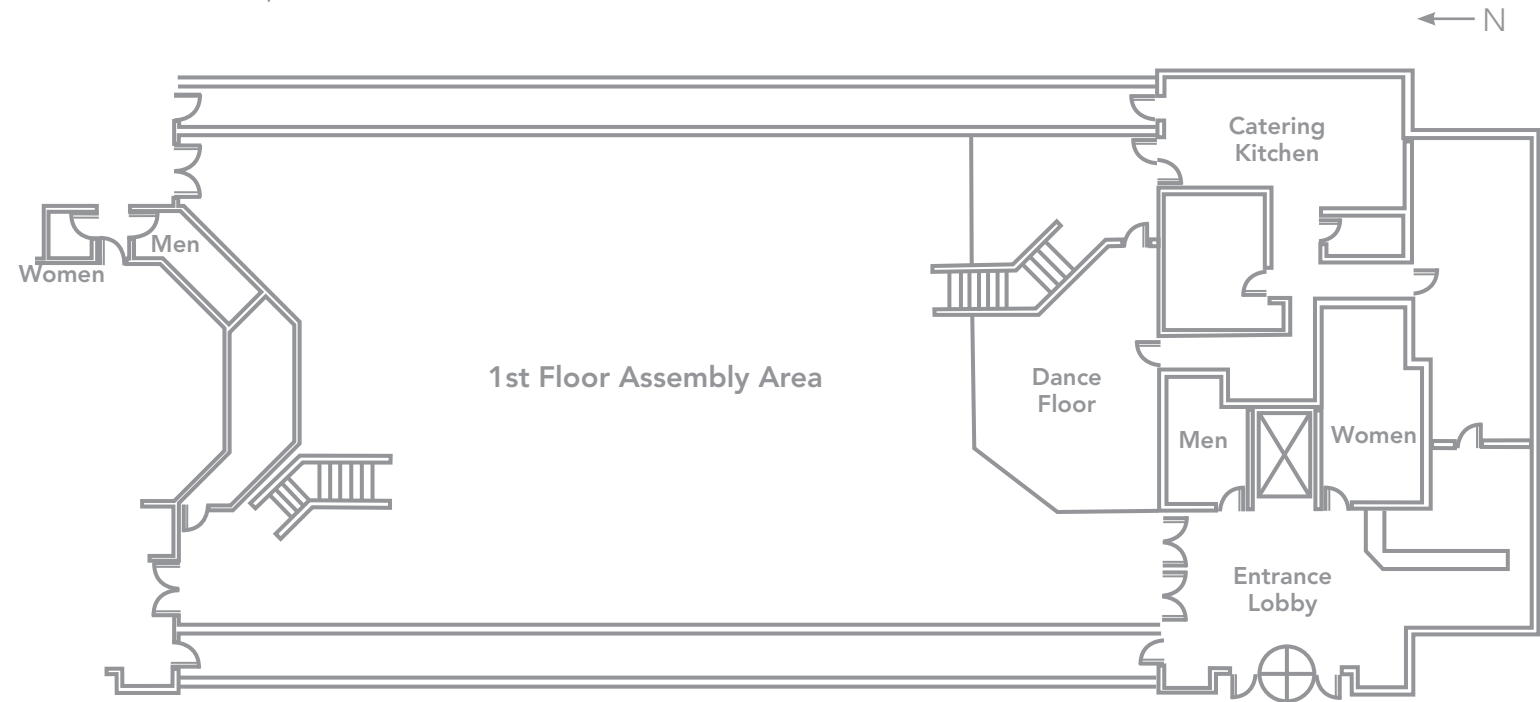 N
Catering
Kitchen
Men
Women
1st Floor Assembly Area
Dance
Floor
Men
Women
Entrance
Lobby